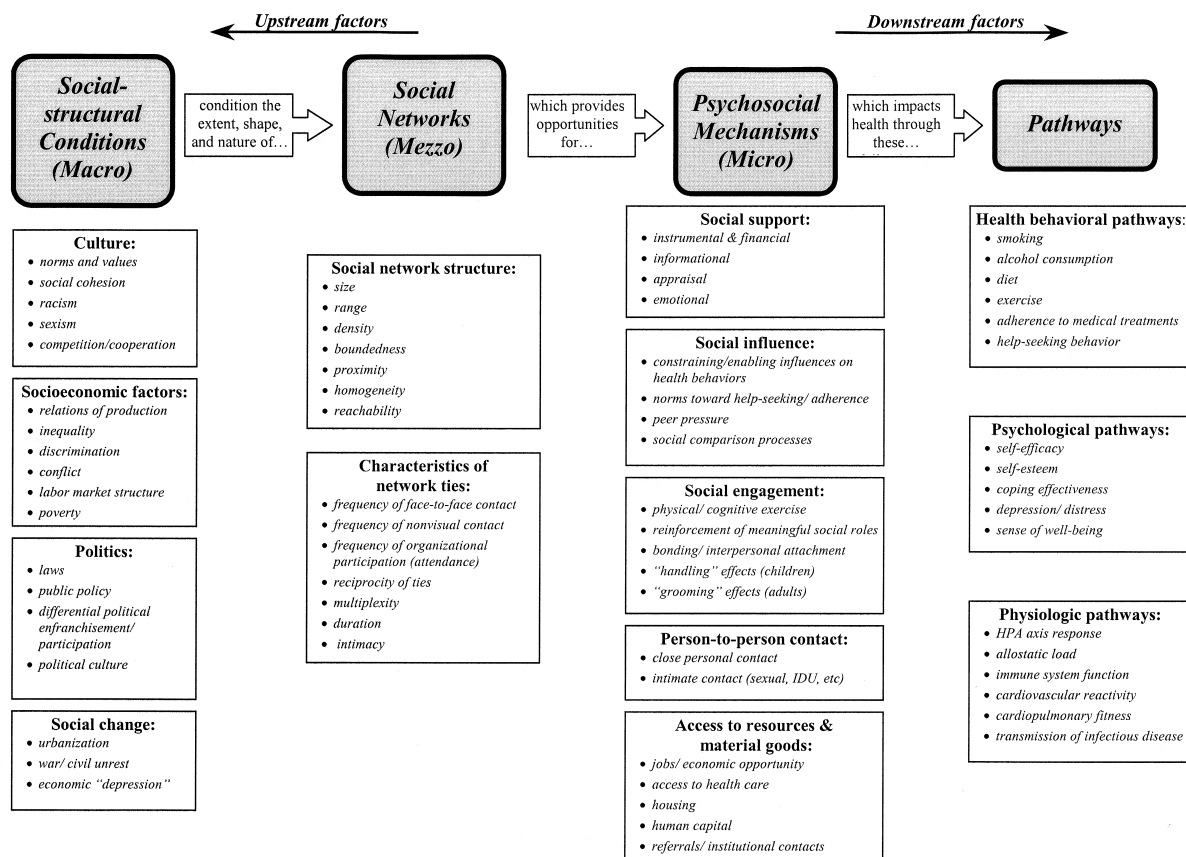 Upstream factors
Downstream factors
Social-
structural
Conditions
(Macro)
condition the
extent, shape,
and nature of…
Social
Networks
(Mezzo)
which provides
opportunities
for…
Psychosocial
Mechanisms
(Micro)
which impacts
health through
these…
Pathways
Culture:
• norms and values
• social cohesion
• racism
• sexism
• competition/cooperation
Socioeconomic factors:
• relations of production
• inequality
• discrimination
• conflict
• labor market structure
• poverty
Politics:
• laws
• public policy
• differential political
enfranchisement/
participation
• political culture
Social change:
• urbanization
• war/ civil unrest
• economic “depression”
Social network structure:
• size
• range
• density
• boundedness
• proximity
• homogeneity
• reachability
Characteristics of
network ties:
• frequency of face-to-face contact
• frequency of nonvisual contact
• frequency of organizational
participation (attendance)
• reciprocity of ties
• multiplexity
• duration
• intimacy
Social support:
• instrumental & financial
• informational
• appraisal
• emotional
Social influence:
• constraining/enabling influences on
health behaviors
• norms toward help-seeking/ adherence
• peer pressure
• social comparison processes
Social engagement:
• physical/ cognitive exercise
• reinforcement of meaningful social roles
• bonding/ interpersonal attachment
• “handling” effects (children)
• “grooming” effects (adults)
Person-to-person contact:
• close personal contact
• intimate contact (sexual, IDU, etc)
Access to resources &
material goods:
• jobs/ economic opportunity
• access to health care
• housing
• human capital
• referrals/ institutional contacts
Health behavioral pathways:
• smoking
• alcohol consumption
• diet
• exercise
• adherence to medical treatments
• help-seeking behavior
Psychological pathways:
• self-efficacy
• self-esteem
• coping effectiveness
• depression/ distress
• sense of well-being
Physiologic pathways:
• HPA axis response
• allostatic load
• immune system function
• cardiovascular reactivity
• cardiopulmonary fitness
• transmission of infectious disease